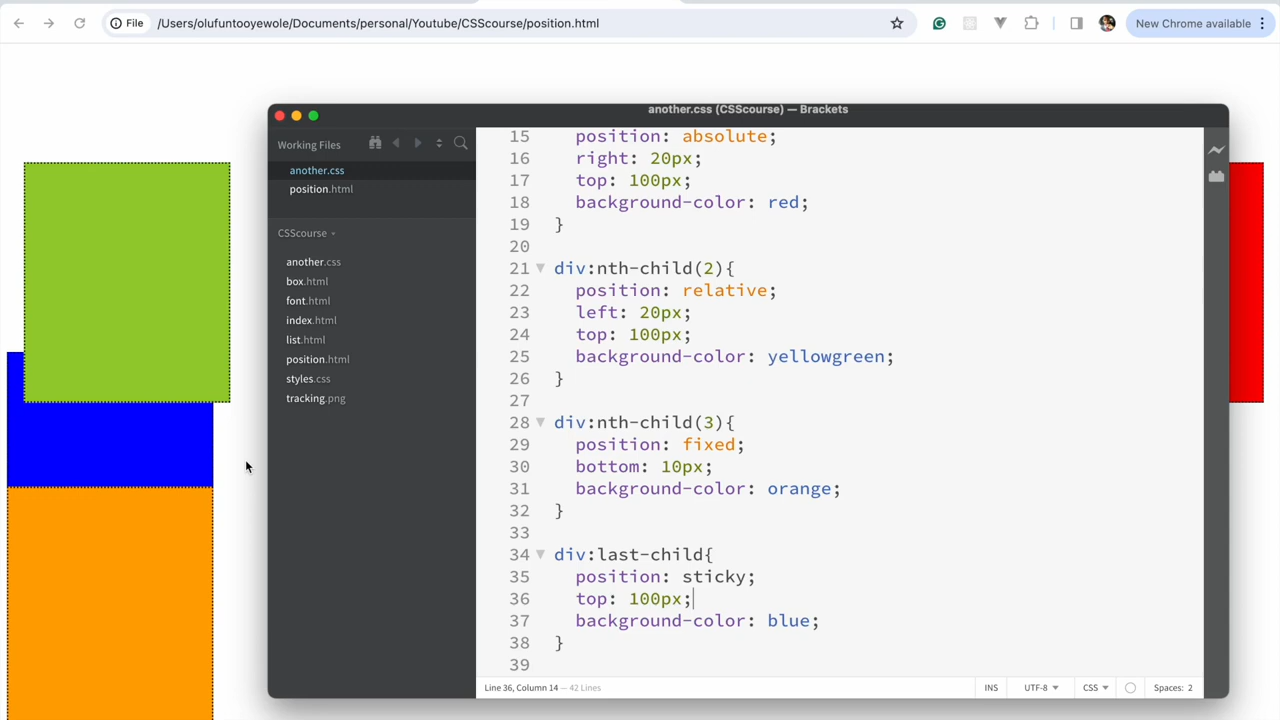 File /Users/olufuntooyewole/Documents/personal/Youtube/CSScourse/position.html
New Chrome available
another.css (CSScourse) — Brackets
Working Files
another.css
position.html
CSScourse
another.css
box.html
font.html
index.html
list.html
position.html
styles.css
tracking.png
15 position: absolute;
16 right: 20px;
17 top: 100px;
18 background-color: red;
19 }
20
21 div:nth-child(2){
22 position: relative;
23 left: 20px;
24 top: 100px;
25 background-color: yellowgreen;
26 }
27
28 div:nth-child(3){
29 position: fixed;
30 bottom: 10px;
31 background-color: orange;
32 }
33
34 div:last-child{
35 position: sticky;
36 top: 100px;
37 background-color: blue;
38 }
39
Line 36, Column 14 — 42 Lines
INS UTF-8 CSS Spaces: 2